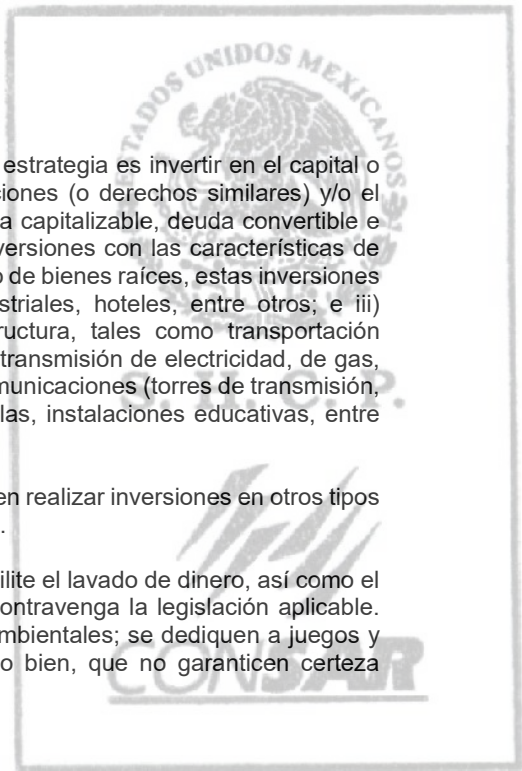 ESTADOS UNIDOS MEXICANOS
estrategia es invertir en el capital o
iones (o derechos similares) y/o el
a capitalizable, deuda convertible e
versiones con las características de
o de bienes raíces, estas inversiones
striales, hoteles, entre otros; e iii)
ructura, tales como transportación
transmisión de electricidad, de gas,
municaciones (torres de transmisión,
S. H. C. P.
las, instalaciones educativas, entre
en realizar inversiones en otros tipos
.
ilite el lavado de dinero, así como el
ontravenga la legislación aplicable.
mbientales; se dediquen a juegos y
o bien, que no garanticen certeza
CONSAR